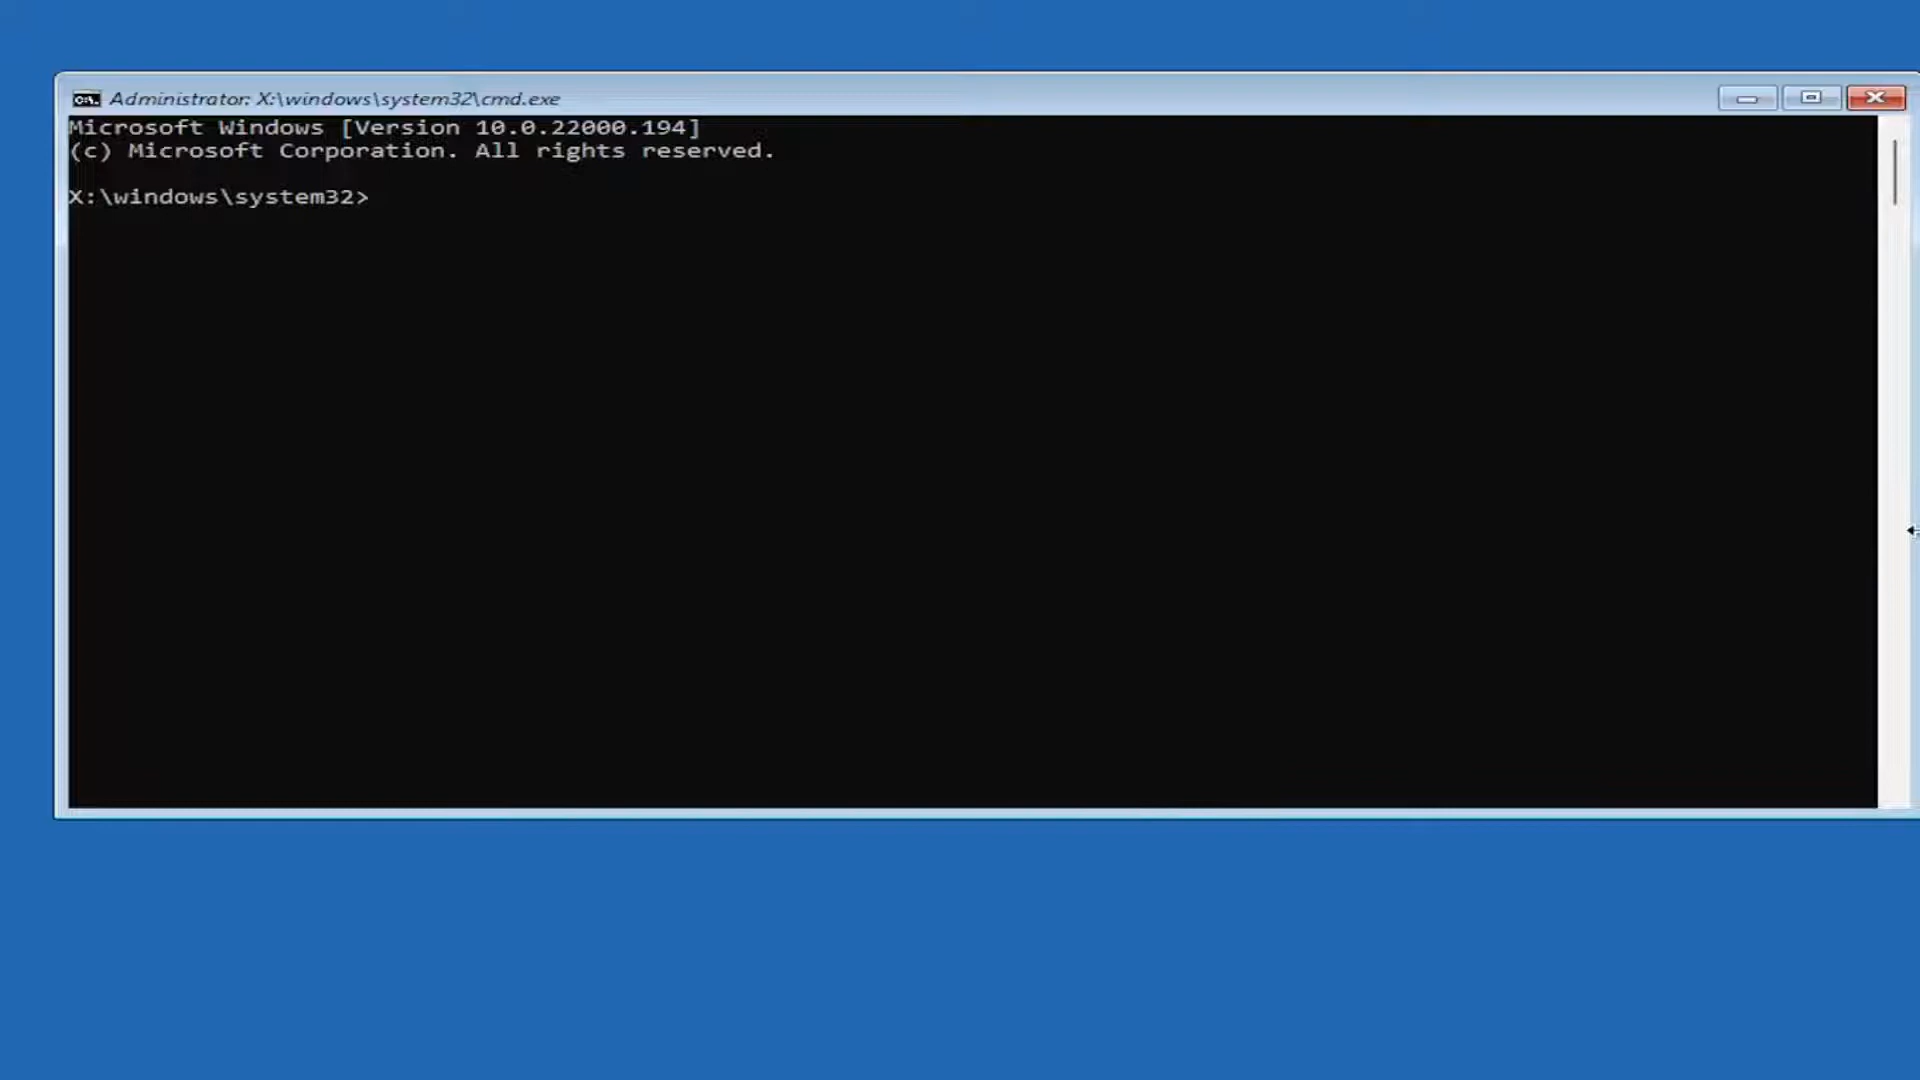 Administrator: X:\windows\system32\cmd.exe
Microsoft Windows [Version 10.0.22000.194]
(c) Microsoft Corporation. All rights reserved.
X:\windows\system32>